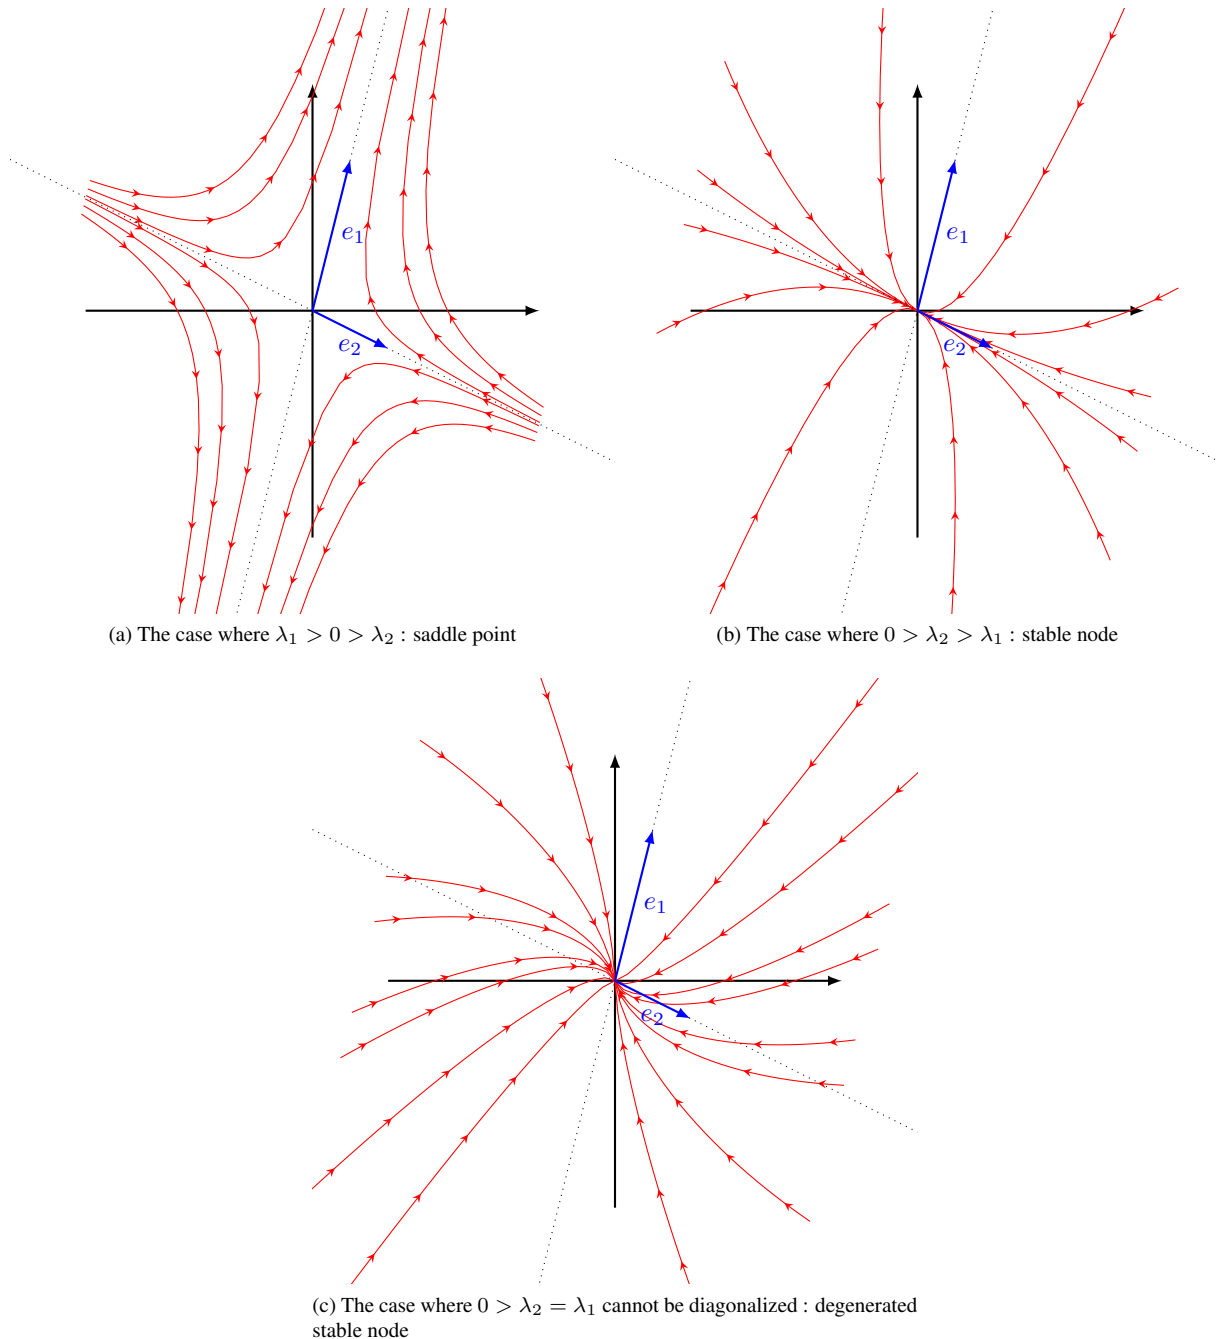 e₁
e₂
(a) The case where λ₁ > 0 > λ₂ : saddle point
e₁
e₂
(b) The case where 0 > λ₂ > λ₁ : stable node
e₁
e₂
(c) The case where 0 > λ₂ = λ₁ cannot be diagonalized : degenerated
stable node